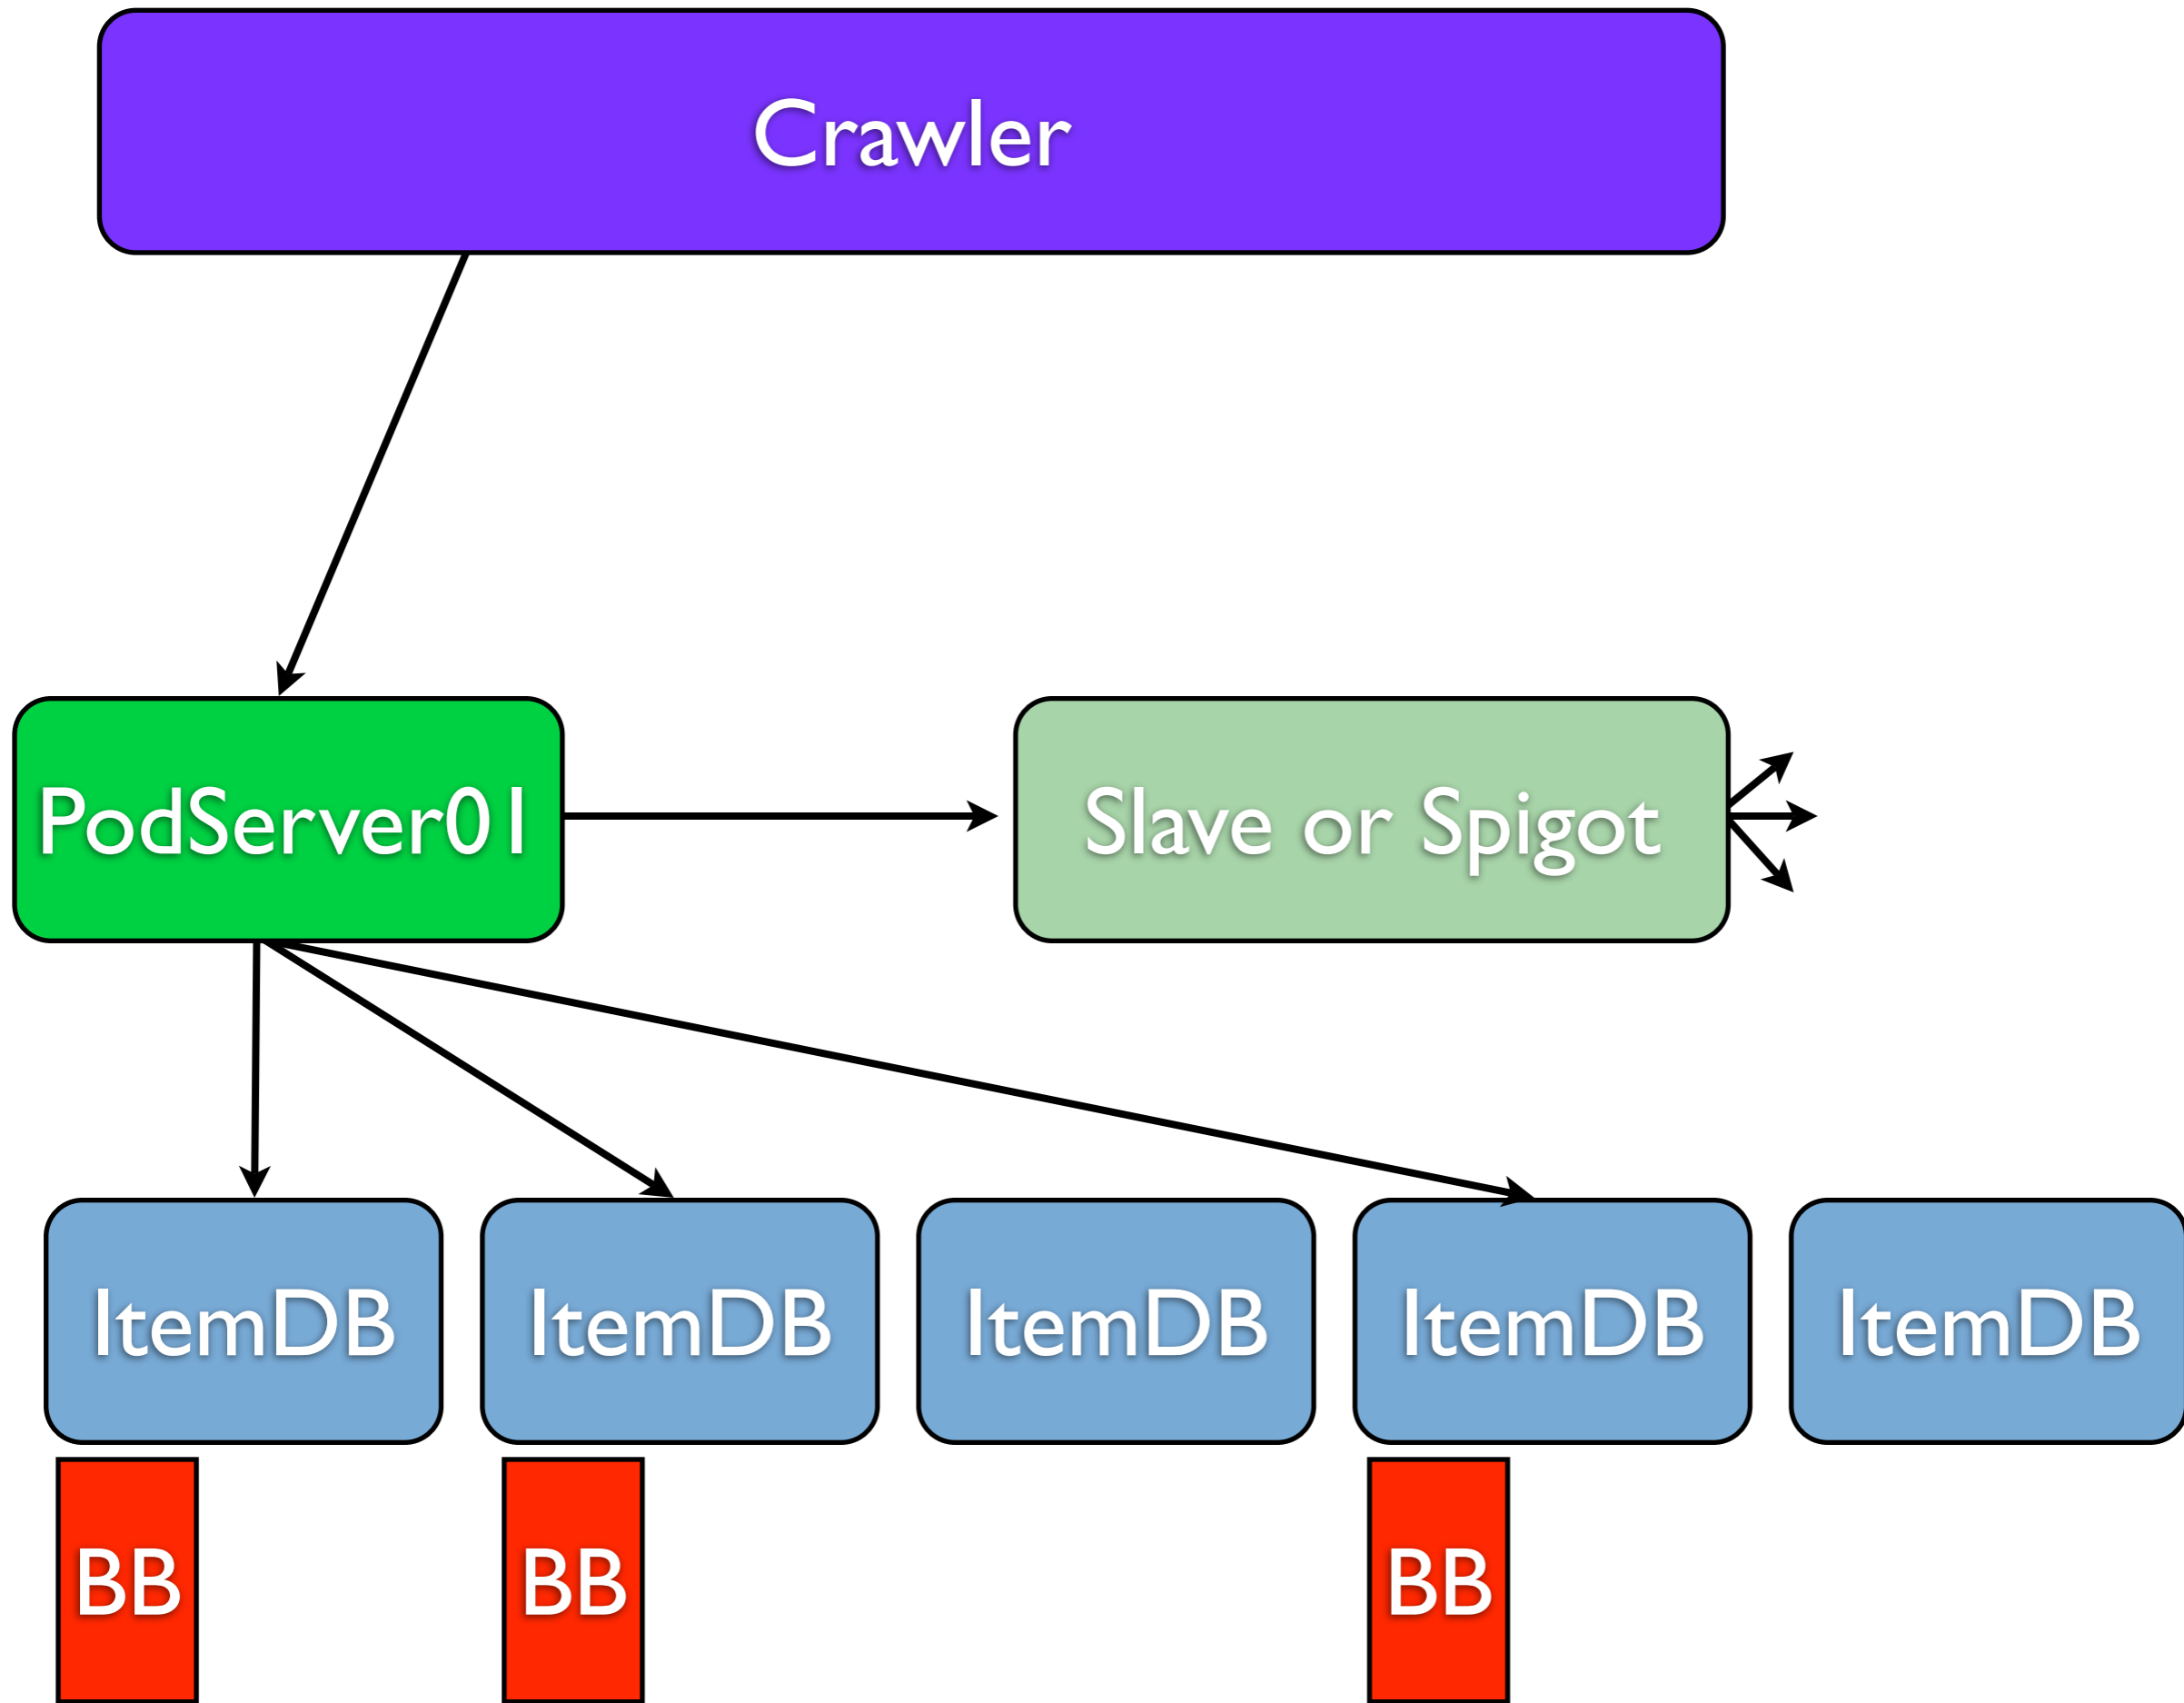 Crawler
PodServer01
Slave or Spigot
ItemDB
ItemDB
ItemDB
ItemDB
ItemDB
BB
BB
BB